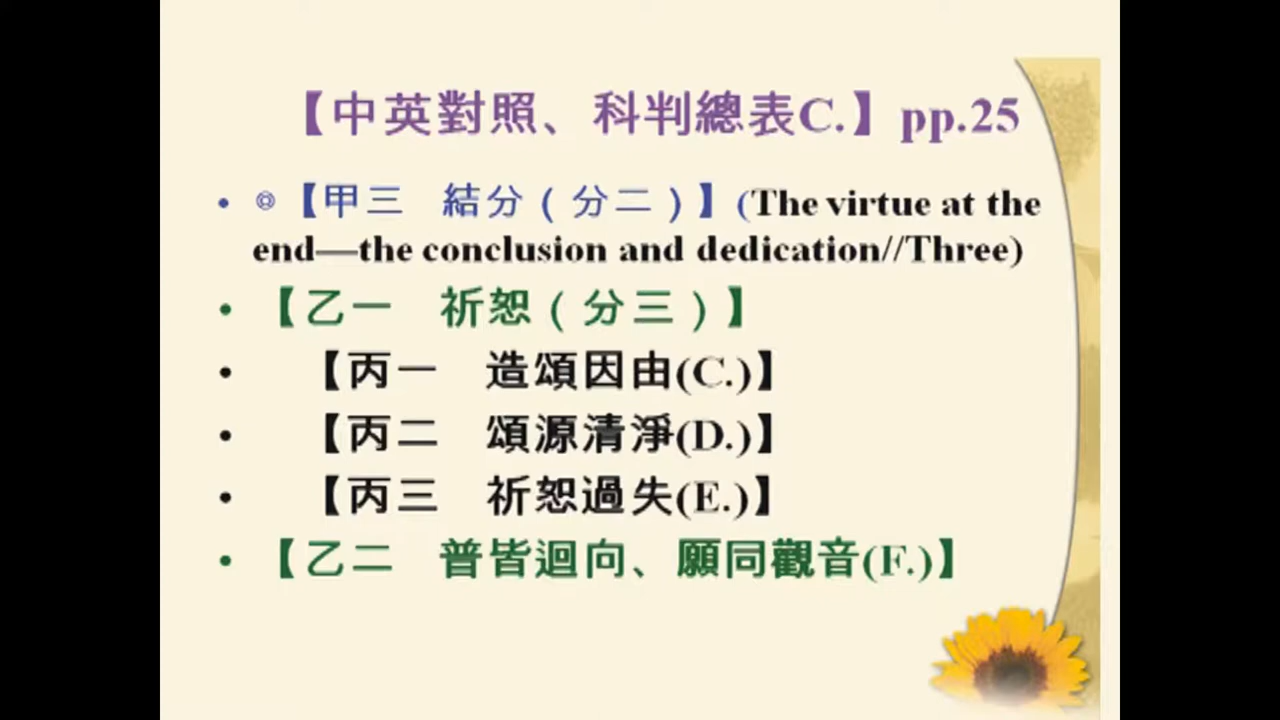 【中英對照、科判總表C.】pp.25
• ◎【甲三　結分（分二）】(The virtue at the
end—the conclusion and dedication//Three)
• 【乙一　祈恕（分三）】
• 【丙一　造頌因由(C.)】
• 【丙二　頌源清淨(D.)】
• 【丙三　祈恕過失(E.)】
• 【乙二　普皆迴向、願同觀音(F.)】